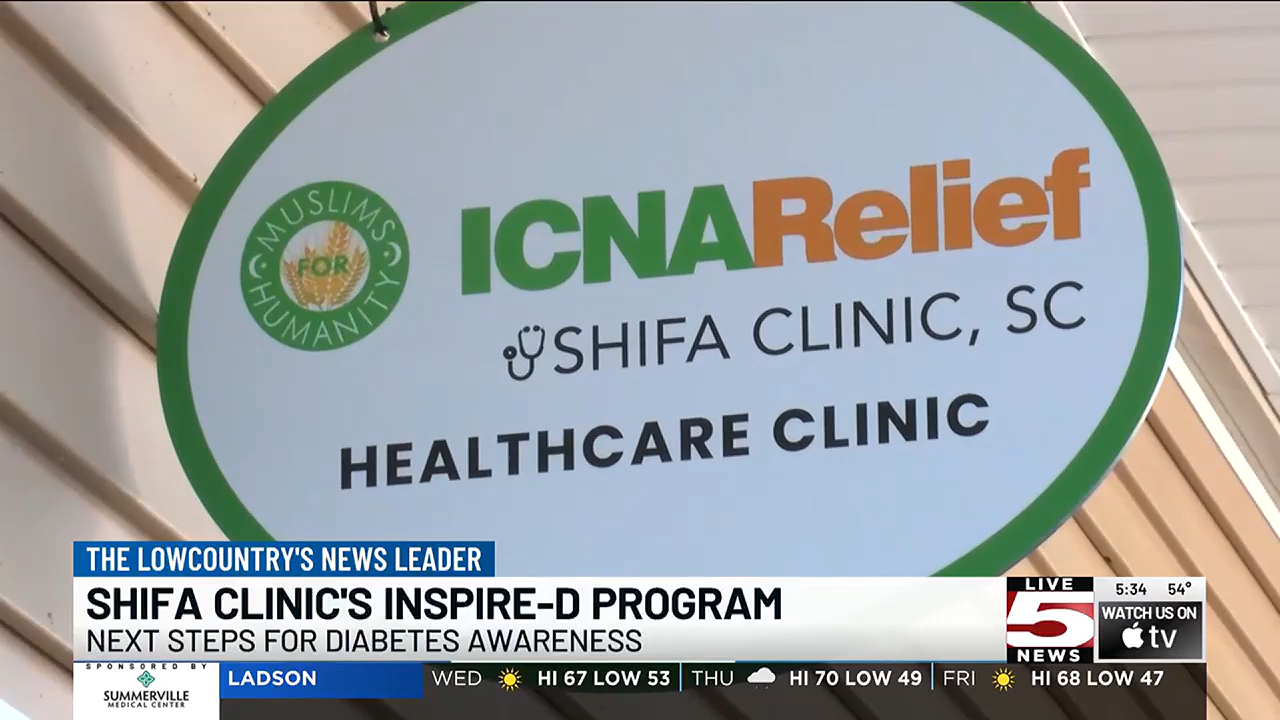 MUSLIMS
FOR
HUMANITY
ICNARelief
SHIFA CLINIC, SC
HEALTHCARE CLINIC
THE LOWCOUNTRY'S NEWS LEADER
SHIFA CLINIC'S INSPIRE-D PROGRAM
NEXT STEPS FOR DIABETES AWARENESS
LIVE
5
NEWS
5:34 54°
WATCH US ON
tv
SPONSORED BY
SUMMERVILLE
MEDICAL CENTER
LADSON
WED HI 67 LOW 53 THU HI 70 LOW 49 FRI HI 68 LOW 47